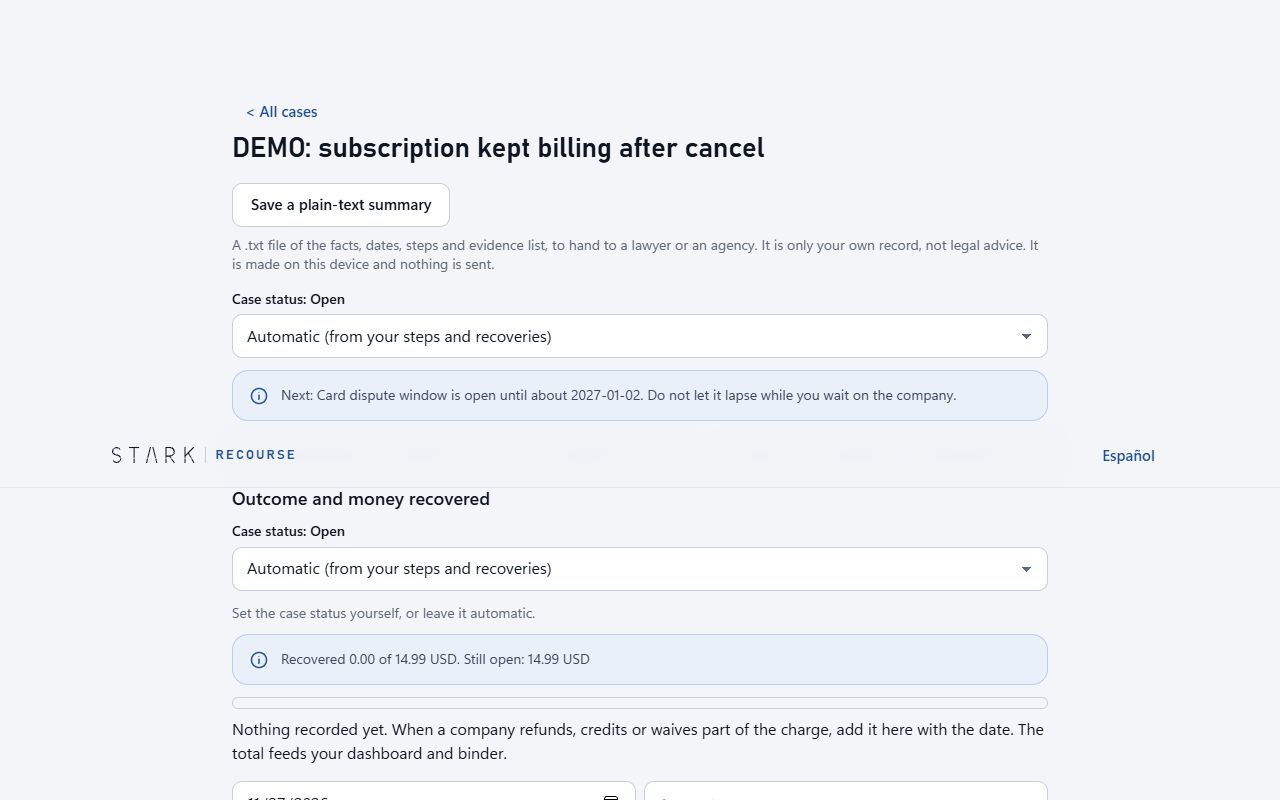 < All cases
DEMO: subscription kept billing after cancel
Save a plain-text summary
A .txt file of the facts, dates, steps and evidence list, to hand to a lawyer or an agency. It is only your own record, not legal advice. It
is made on this device and nothing is sent.
Case status: Open
Automatic (from your steps and recoveries)
Next: Card dispute window is open until about 2027-01-02. Do not let it lapse while you wait on the company.
STARK | RECOURSE
Español
Outcome and money recovered
Case status: Open
Automatic (from your steps and recoveries)
Set the case status yourself, or leave it automatic.
Recovered 0.00 of 14.99 USD. Still open: 14.99 USD
Nothing recorded yet. When a company refunds, credits or waives part of the charge, add it here with the date. The
total feeds your dashboard and binder.